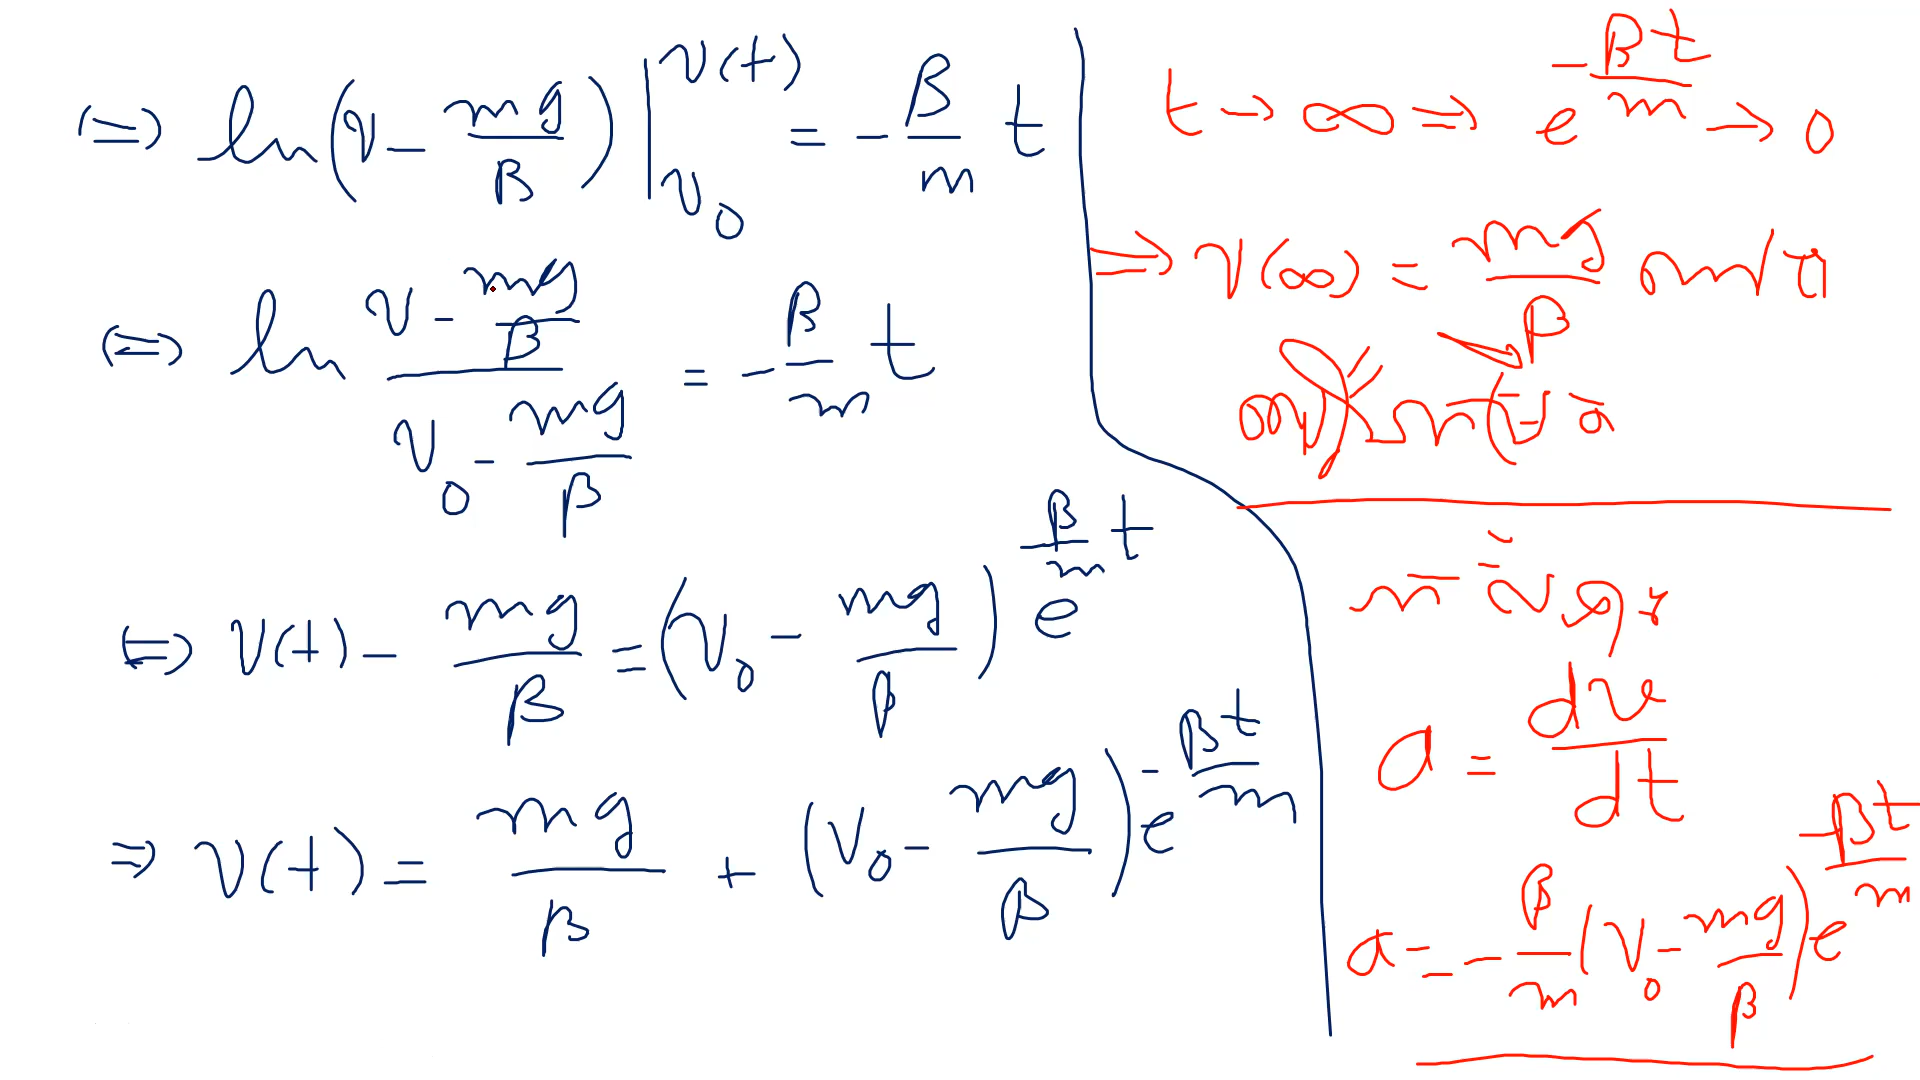 ⟺ ln(v − mg/β) |_{v₀}^{v(t)} = − β/m t
⟺ ln (v − mg/β)/(v₀ − mg/β) = − β/m t
⟺ v(t) − mg/β = (v₀ − mg/β) e^{β/m t}
⇒ v(t) = mg/β + (v₀ − mg/β) e^{−βt/m}
t → ∞ ⇒ e^{−βt/m} → 0
⇒ v(∞) = mg/β
a = dv/dt
a = − β/m (v₀ − mg/β) e^{−βt/m}